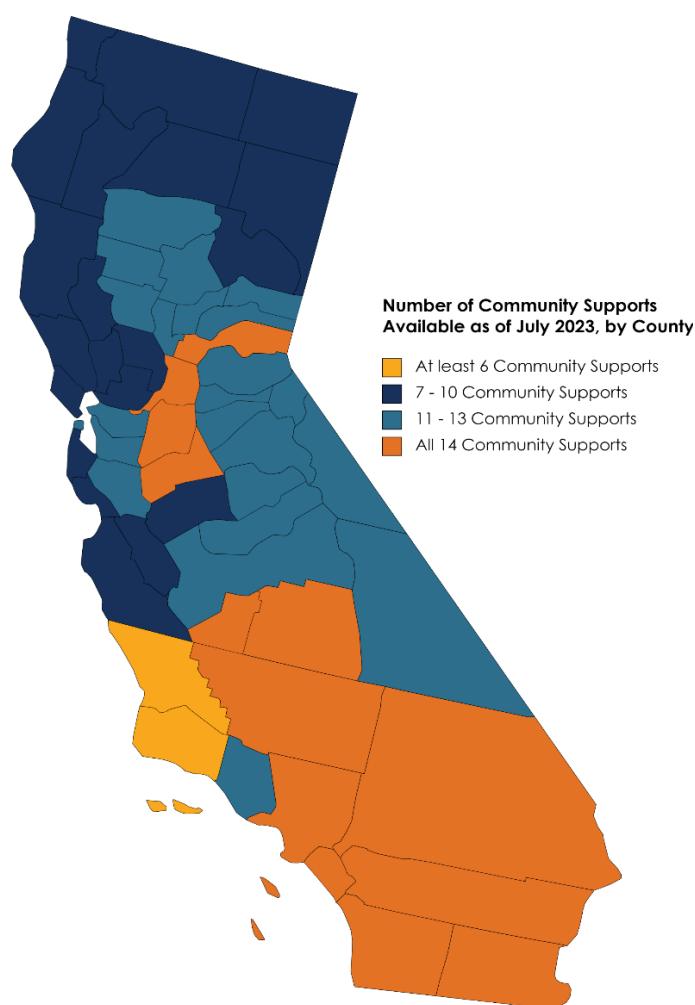 Number of Community Supports
Available as of July 2023, by County
At least 6 Community Supports
7 - 10 Community Supports
11 - 13 Community Supports
All 14 Community Supports